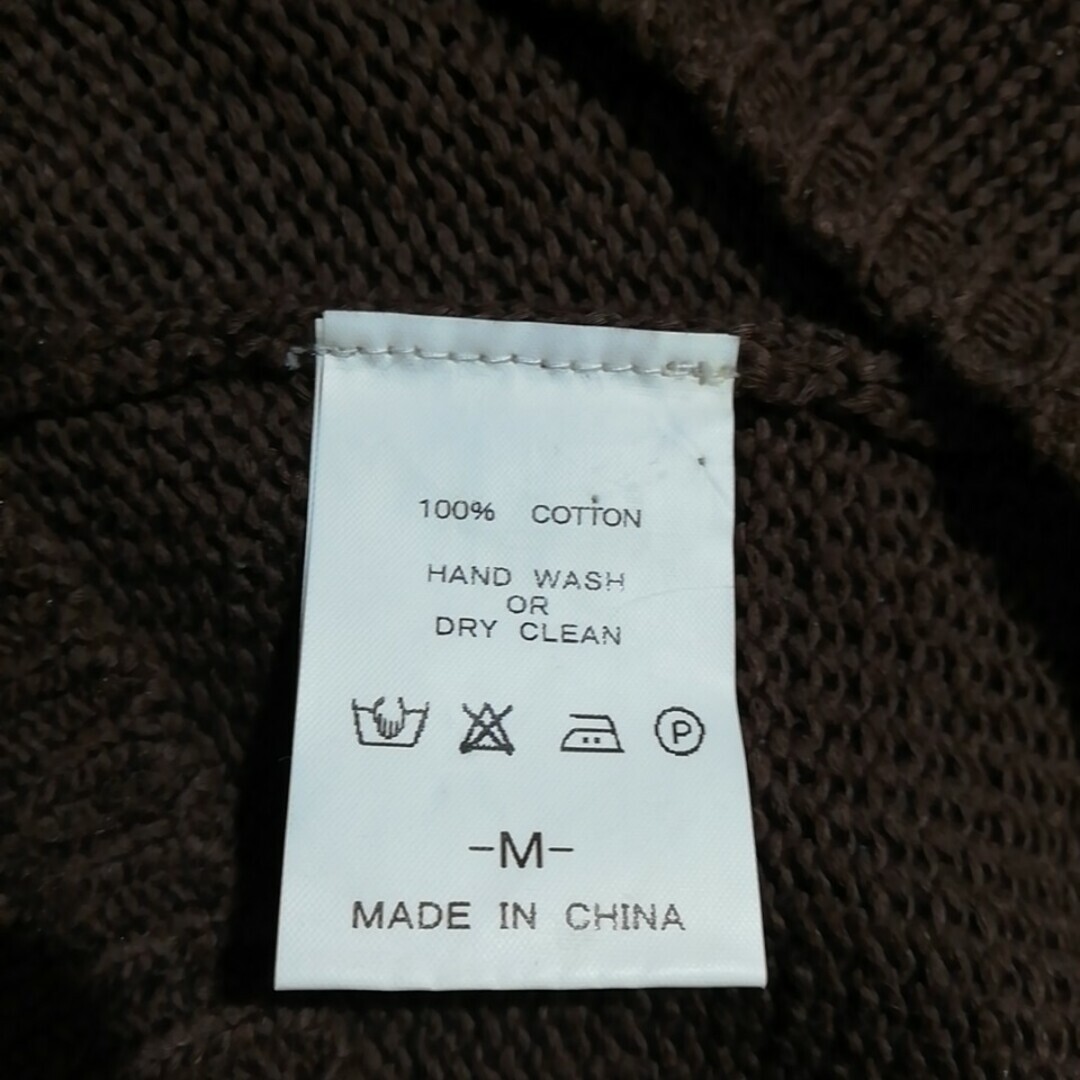 100% COTTON
HAND WASH
OR
DRY CLEAN
P
-M-
MADE IN CHINA